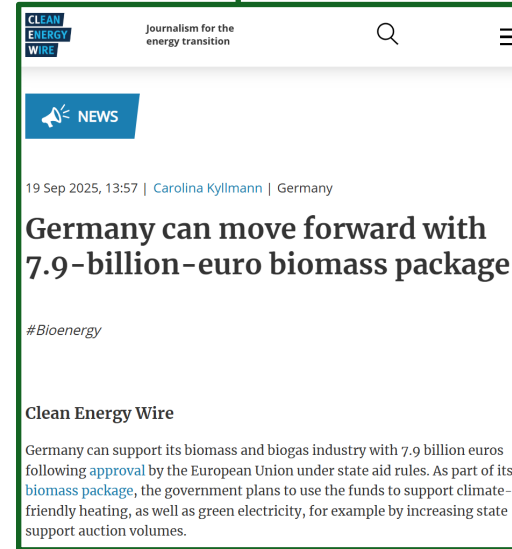 CLEAN
ENERGY
WIRE
Journalism for the
energy transition
NEWS
19 Sep 2025, 13:57 | Carolina Kyllmann | Germany
Germany can move forward with
7.9-billion-euro biomass package
#Bioenergy
Clean Energy Wire
Germany can support its biomass and biogas industry with 7.9 billion euros
following approval by the European Union under state aid rules. As part of its
biomass package, the government plans to use the funds to support climate-
friendly heating, as well as green electricity, for example by increasing state
support auction volumes.